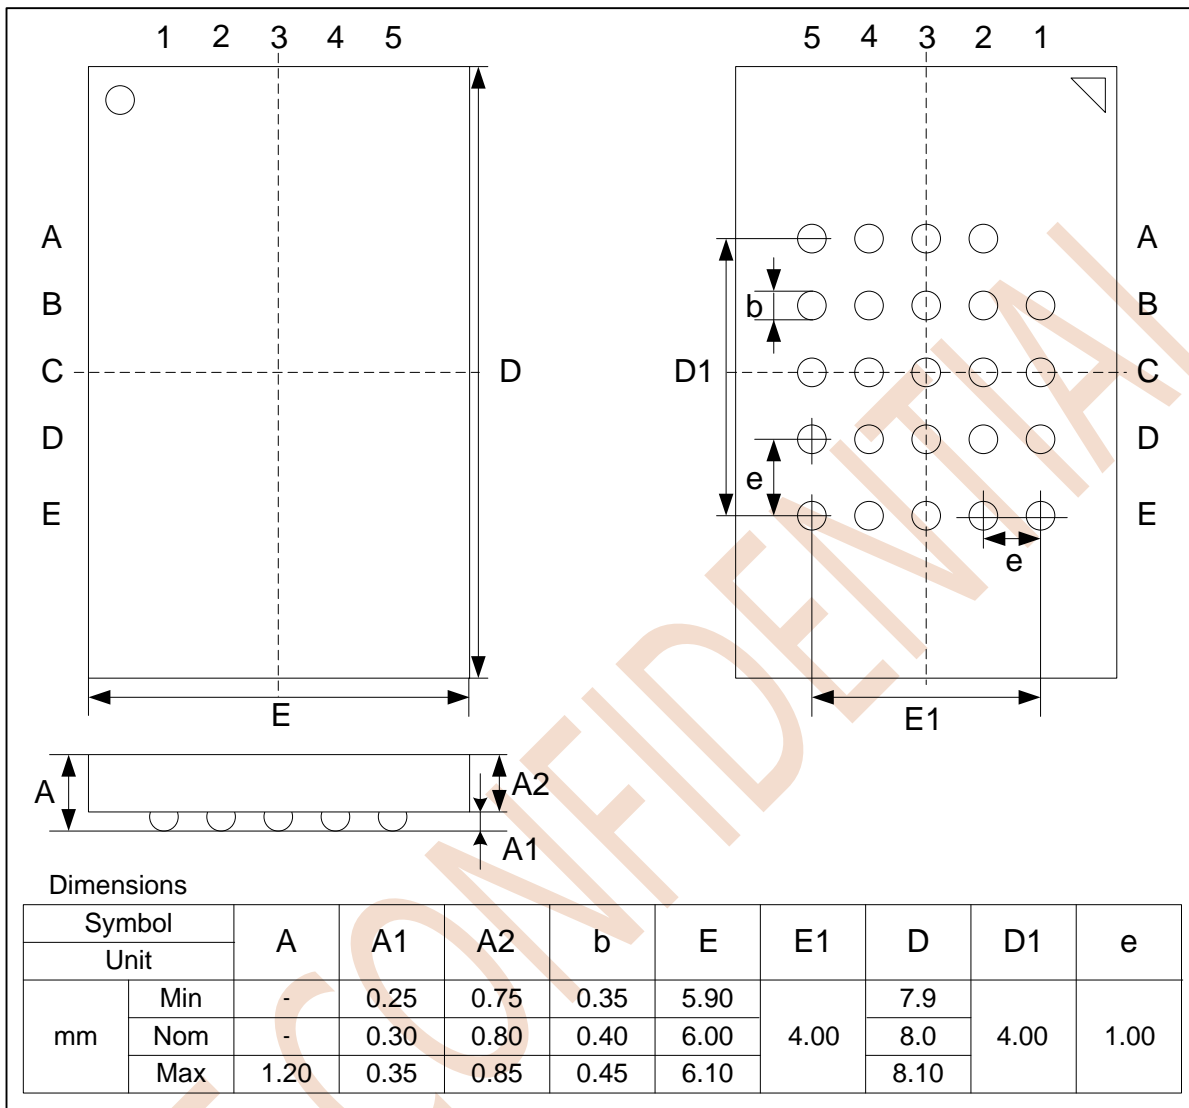 1 2 3 4 5
5 4 3 2 1
A
B
C
D
E
D
E
A
B
C
D
E
D1
b
e
e
E1
A
A2
A1
CONFIDENTIAL
Dimensions
Symbol A A1 A2 b E E1 D D1 e
Unit
mm Min - 0.25 0.75 0.35 5.90 4.00 7.9 4.00 1.00
Nom - 0.30 0.80 0.40 6.00 8.0
Max 1.20 0.35 0.85 0.45 6.10 8.10